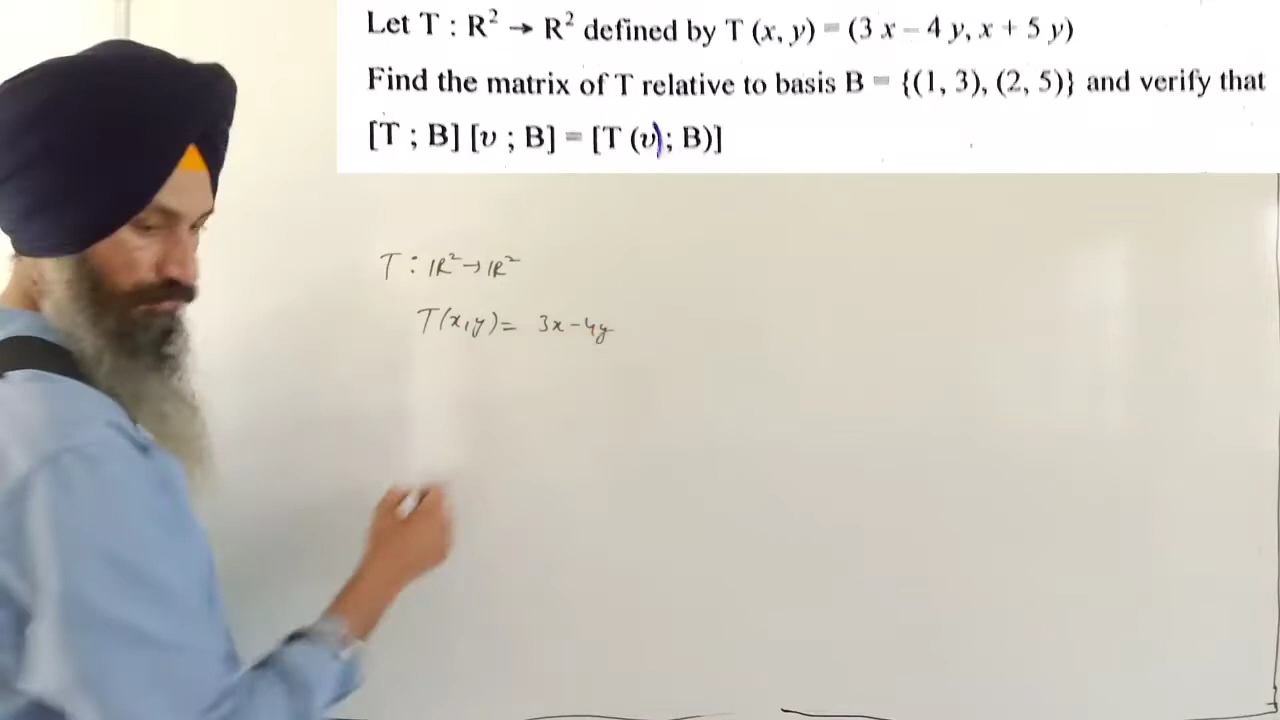 Let T : R² → R² defined by T (x, y) = (3 x – 4 y, x + 5 y)
Find the matrix of T relative to basis B = {(1, 3), (2, 5)} and verify that
[T ; B] [v ; B] = [T (v) ; B)]
T : R² → R²
T(x,y) = 3x-4y